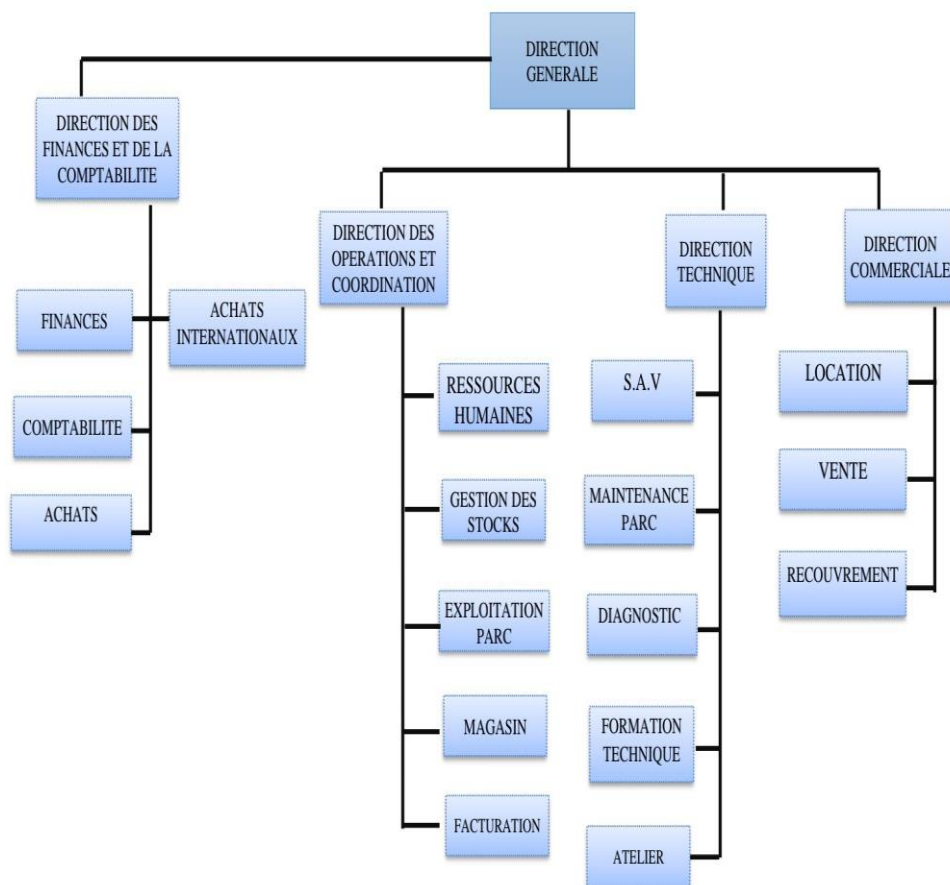 DIRECTION
GENERALE
DIRECTION DES
FINANCES ET DE LA
COMPTABILITE
FINANCES
ACHATS
INTERNATIONAUX
COMPTABILITE
ACHATS
DIRECTION DES
OPERATIONS ET
COORDINATION
RESSOURCES
HUMAINES
GESTION DES
STOCKS
EXPLOITATION
PARC
MAGASIN
FACTURATION
DIRECTION
TECHNIQUE
S.A.V
MAINTENANCE
PARC
DIAGNOSTIC
FORMATION
TECHNIQUE
ATELIER
DIRECTION
COMMERCIALE
LOCATION
VENTE
RECOUVREMENT